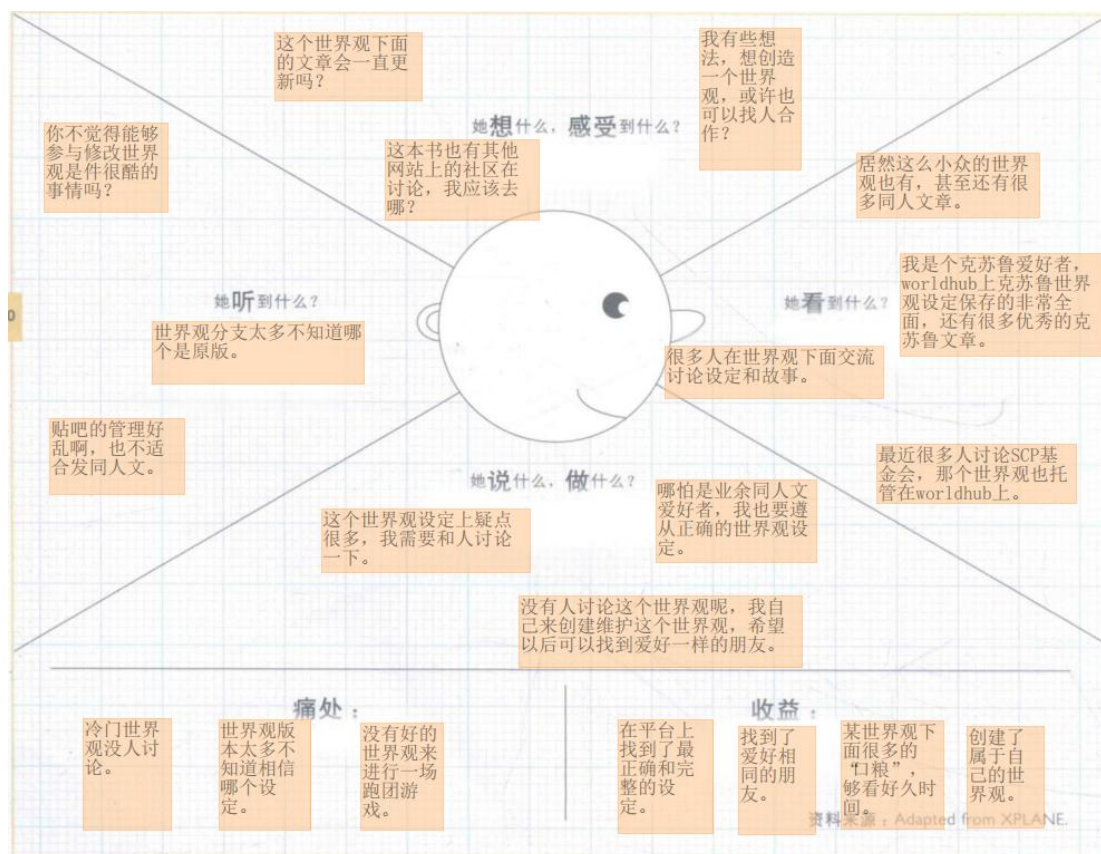 这个世界观下面
的文章会一直更
新吗？
我有些想
法，想创造
一个世界
观，或许也
可以找人合
作？
她想什么，感受到什么？
这本书也有其他
网站上的社区在
讨论，我应该去
哪？
你不觉得能够
参与修改世界
观是件很酷的
事情吗？
居然这么小众的世界
观也有，甚至还有很
多同人文章。
她听到什么？
世界观分支太多不知道哪
个是原版。
贴吧的管理好
乱啊，也不适
合发同人文。
她看到什么？
我是个克苏鲁爱好者，
worldhub上克苏鲁世界
观设定保存的非常全
面，还有很多优秀的克
苏鲁文章。
很多人在世界观下面交流
讨论设定和故事。
最近很多人讨论SCP基
金会，那个世界观也托
管在worldhub上。
她说什么，做什么？
这个世界观设定上疑点
很多，我需要和人讨论
一下。
哪怕是业余同人文
爱好者，我也要遵
从正确的世界观设
定。
没有人讨论这个世界观呢，我自
己来创建维护这个世界观，希望
以后可以找到爱好一样的朋友。
痛处：
冷门世界
观没人讨
论。
世界观版
本太多不
知道相信
哪个设
定。
没有好的
世界观来
进行一场
跑团游
戏。
收益：
在平台上
找到了最
正确和完
整的设
定。
找到了
爱好相
同的朋
友。
某世界观下
面很多的
“口粮”，
够看好久时
间。
创建了
属于自
己的世
界观。
资料来源：Adapted from XPLANE.